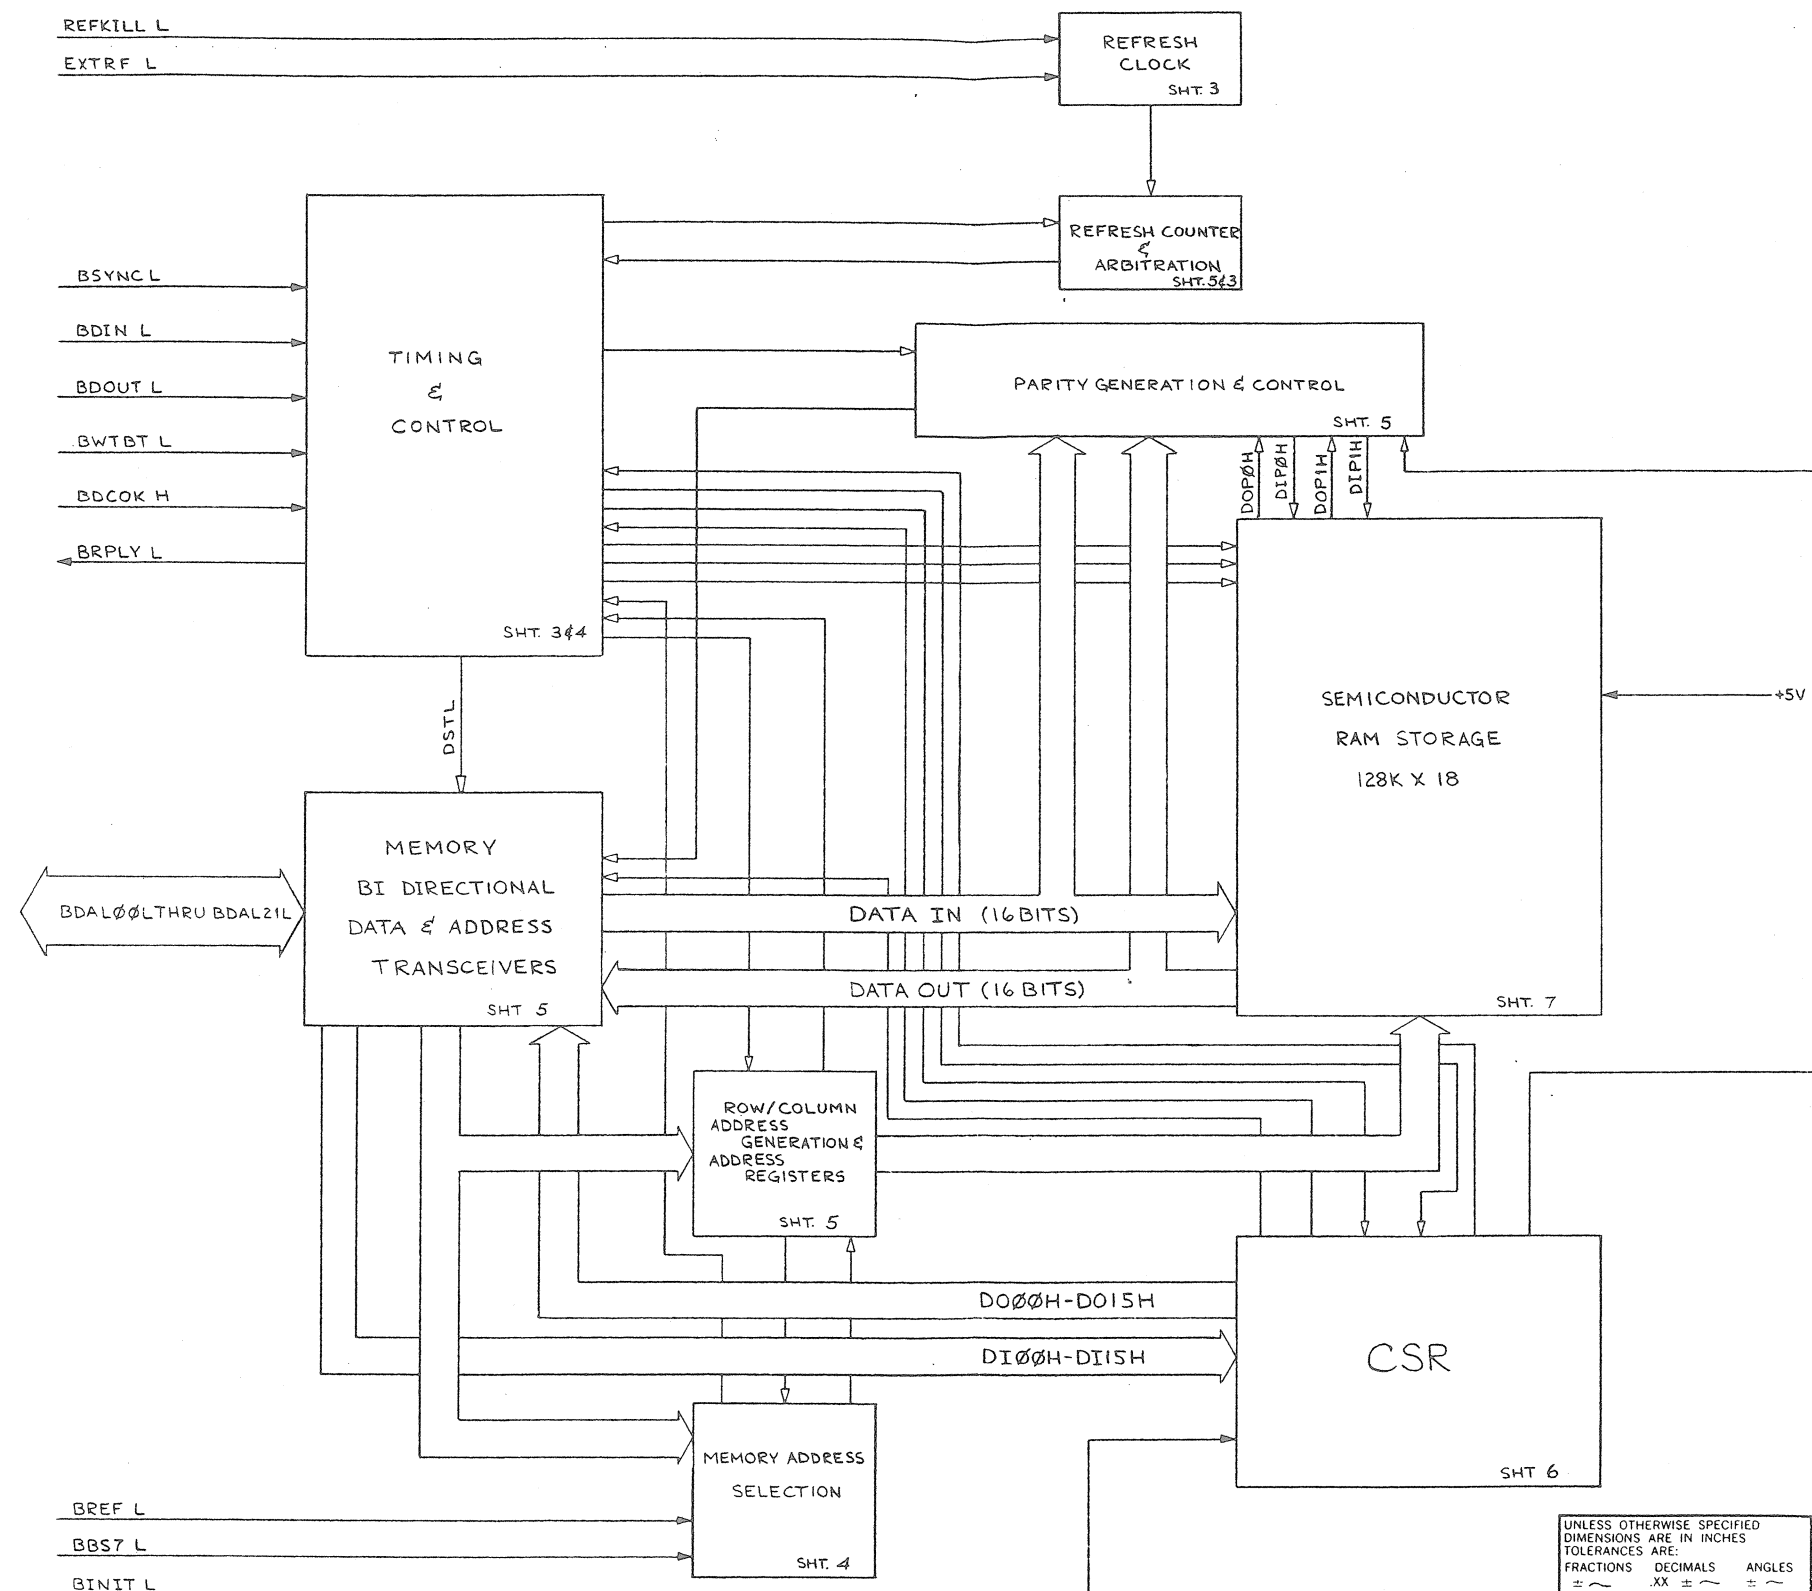 REFKILL L
EXTRF L
REFRESH
CLOCK
SHT. 3
REFRESH COUNTER
&
ARBITRATION
SHT. 5&3
BSYNC L
BDIN L
BDOUT L
BWTBT L
BDCOK H
BRPLY L
TIMING
&
CONTROL
SHT. 3&4
PARITY GENERATION & CONTROL
SHT. 5
DOPØH
DIPØH
DOP1H
DIP1H
SEMICONDUCTOR
RAM STORAGE
128K X 18
SHT. 7
+5V
DSTL
MEMORY
BI DIRECTIONAL
DATA & ADDRESS
TRANSCEIVERS
SHT 5
BDALØØL THRU BDAL21L
DATA IN (16 BITS)
DATA OUT (16 BITS)
ROW/COLUMN
ADDRESS
GENERATION &
ADDRESS
REGISTERS
SHT. 5
DOØØH-DO15H
DIØØH-DI15H
CSR
SHT 6
MEMORY ADDRESS
SELECTION
SHT. 4
BREF L
BBS7 L
BINIT L
UNLESS OTHERWISE SPECIFIED
DIMENSIONS ARE IN INCHES
TOLERANCES ARE:
FRACTIONS DECIMALS ANGLES
± ~ .XX ± ~ ± ~